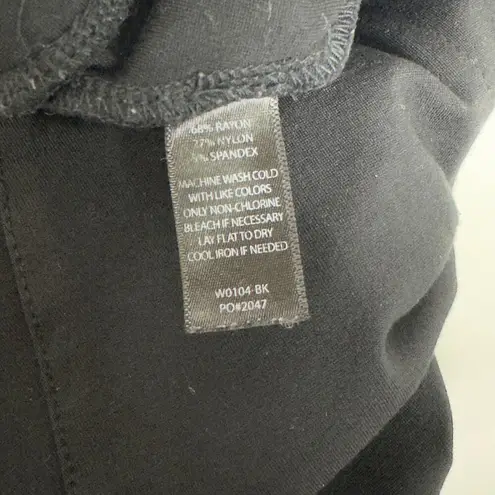 68% RAYON
27% NYLON
5% SPANDEX
MACHINE WASH COLD
WITH LIKE COLORS
ONLY NON-CHLORINE
BLEACH IF NECESSARY
LAY FLAT TO DRY
COOL IRON IF NEEDED
W0104-BK
PO#2047